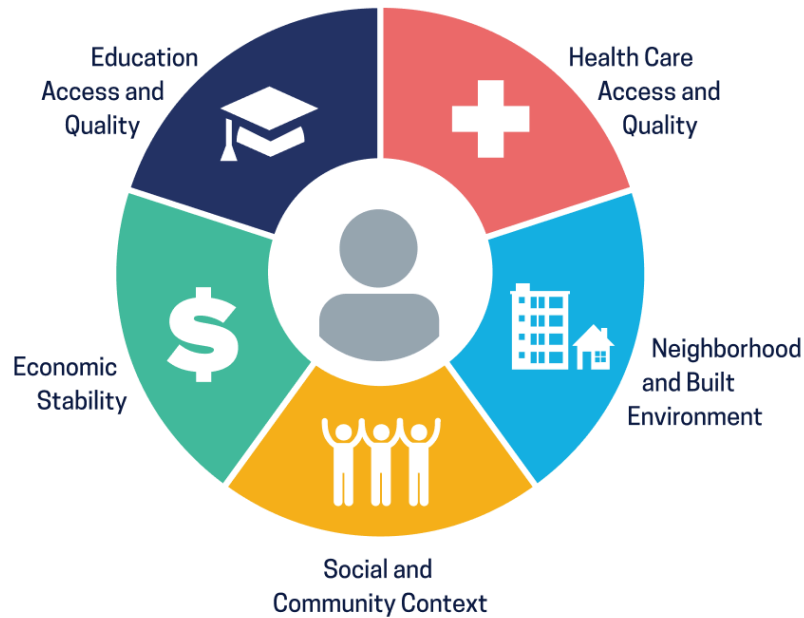 Education
Access and
Quality
Health Care
Access and
Quality
Economic
Stability
Neighborhood
and Built
Environment
Social and
Community Context